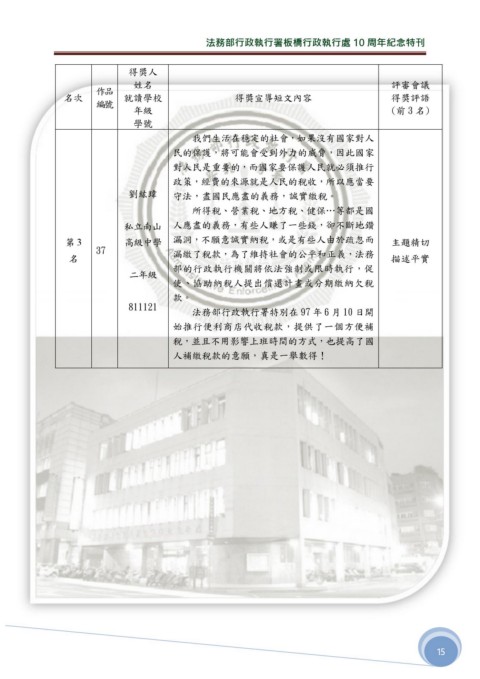 法務部行政執行署板橋行政執行處 10 周年紀念特刊
名次
作品
編號
得獎人
姓名
就讀學校
年級
學號
得獎宣導短文內容
評審會議
得獎評語
(前 3 名)
第 3
名
37
劉紘瑋
私立南山
高級中學
二年級
811121
我們生活在穩定的社會，如果沒有國家對人
民的保護，將可能會受到外力的威脅，因此國家
對人民是重要的，而國家要保護人民就必須推行
政策，經費的來源就是人民的稅收，所以應當要
守法，盡國民應盡的義務，誠實繳稅。
所得稅、營業稅、地方稅、健保…等都是國
人應盡的義務，有些人賺了一些錢，卻不斷地鑽
漏洞，不願意誠實納稅，或是有些人由於疏忽而
漏繳了稅款，為了維持社會的公平和正義，法務
部的行政執行機關將依法強制或限時執行，促
使、協助納稅人提出償還計畫或分期繳納欠稅
款。
法務部行政執行署特別在 97 年 6 月 10 日開
始推行便利商店代收稅款，提供了一個方便補
稅，並且不用影響上班時間的方式，也提高了國
人補繳稅款的意願，真是一舉數得！
主題精切
描述平實
15